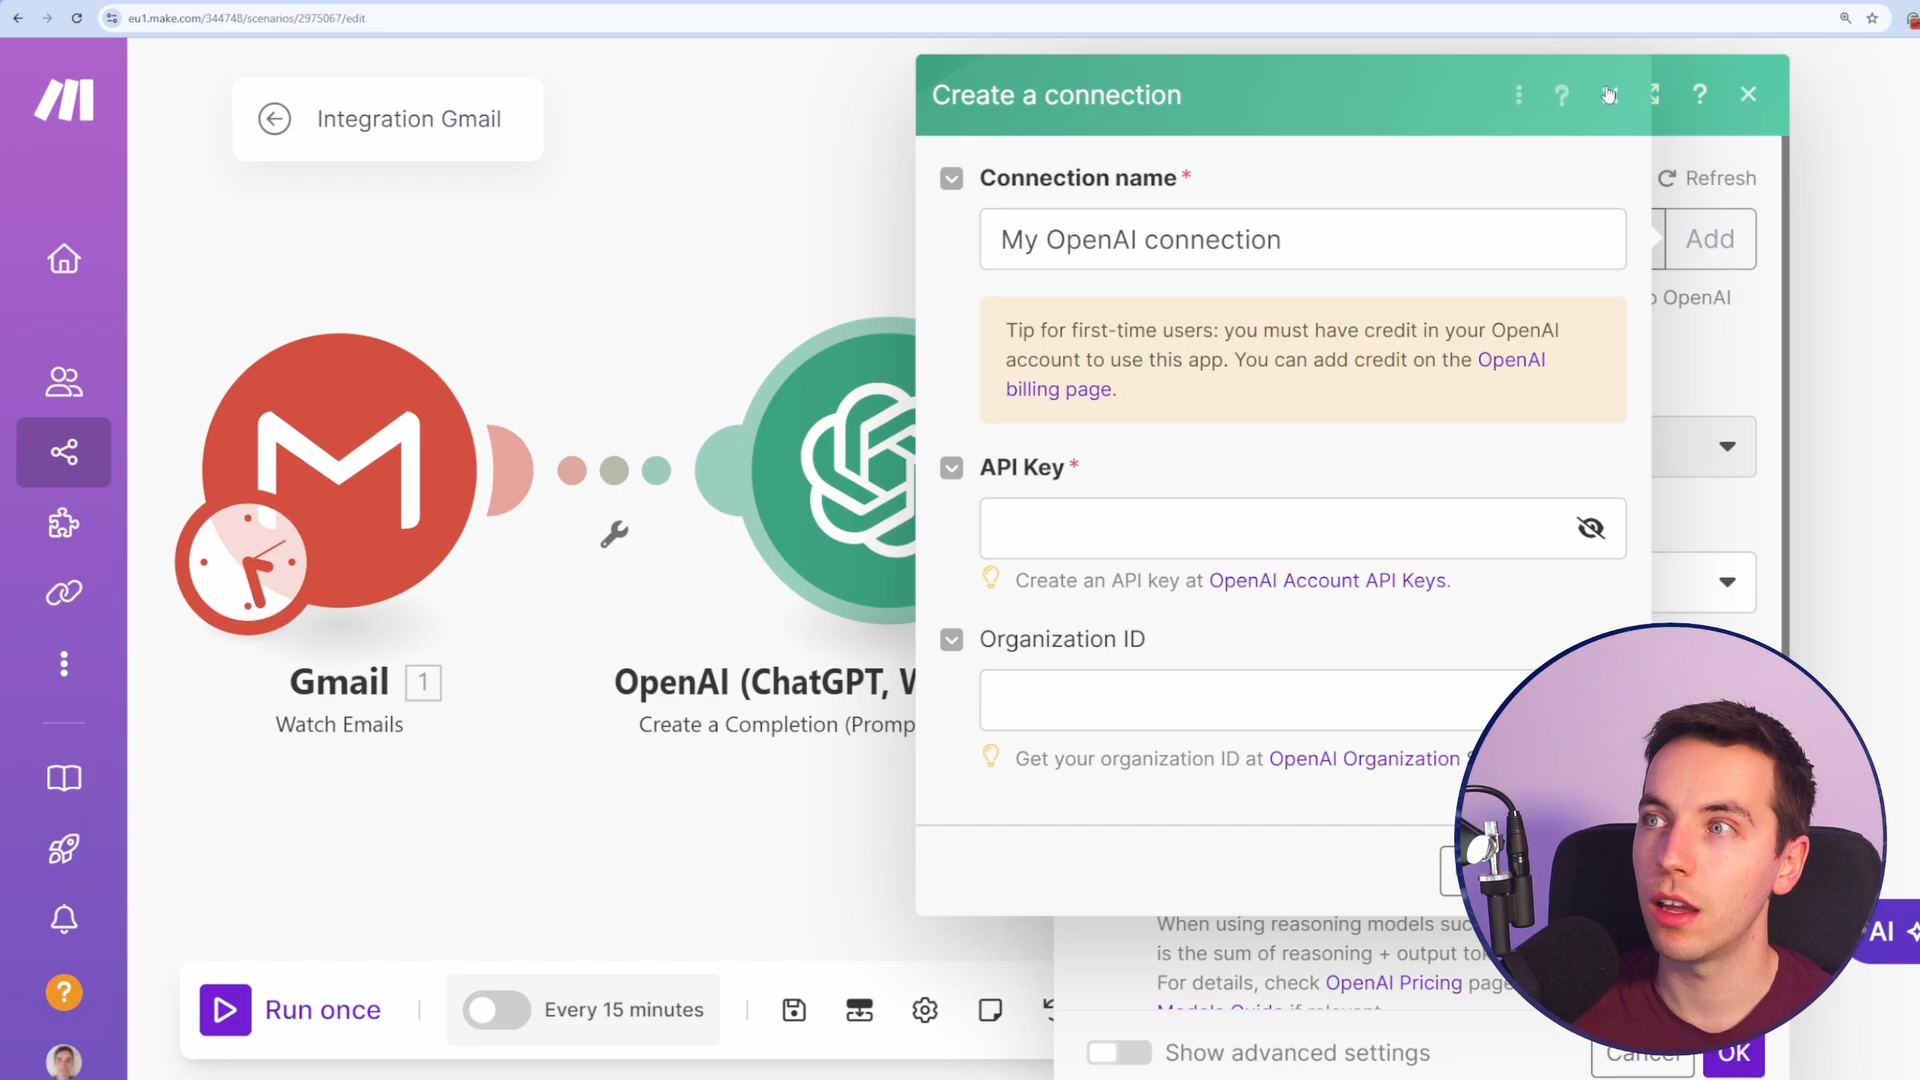 eu1.make.com/344748/scenarios/2975067/edit
Integration Gmail
Create a connection
Connection name *
Refresh
My OpenAI connection
Add
OpenAI
Tip for first-time users: you must have credit in your OpenAI
account to use this app. You can add credit on the OpenAI
billing page.
API Key *
Create an API key at OpenAI Account API Keys.
Organization ID
Get your organization ID at OpenAI Organization
Gmail 1
Watch Emails
OpenAI (ChatGPT,
Create a Completion (Promp
When using reasoning models suc
is the sum of reasoning + output to
For details, check OpenAI Pricing page
AI
Run once
Every 15 minutes
Show advanced settings
Cancel
OK